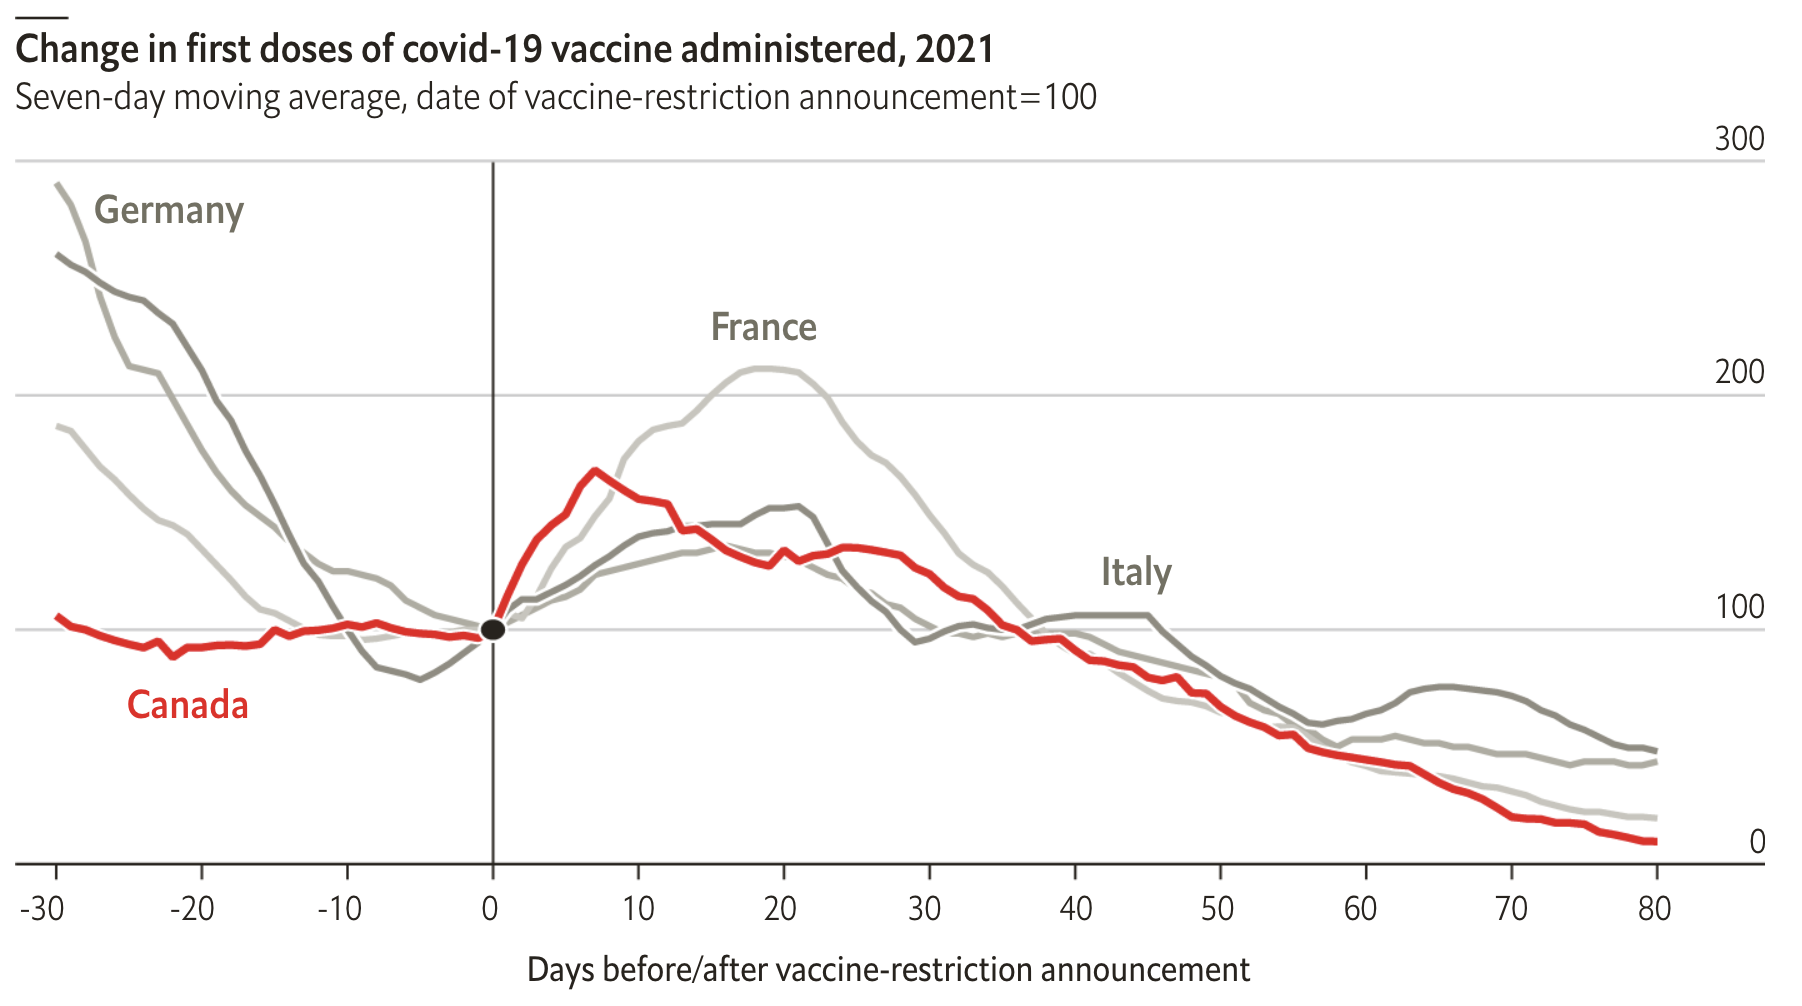 Change in first doses of covid-19 vaccine administered, 2021
Seven-day moving average, date of vaccine-restriction announcement=100
300
Germany
France
200
Italy
100
Canada
0
-30 -20 -10 0 10 20 30 40 50 60 70 80
Days before/after vaccine-restriction announcement